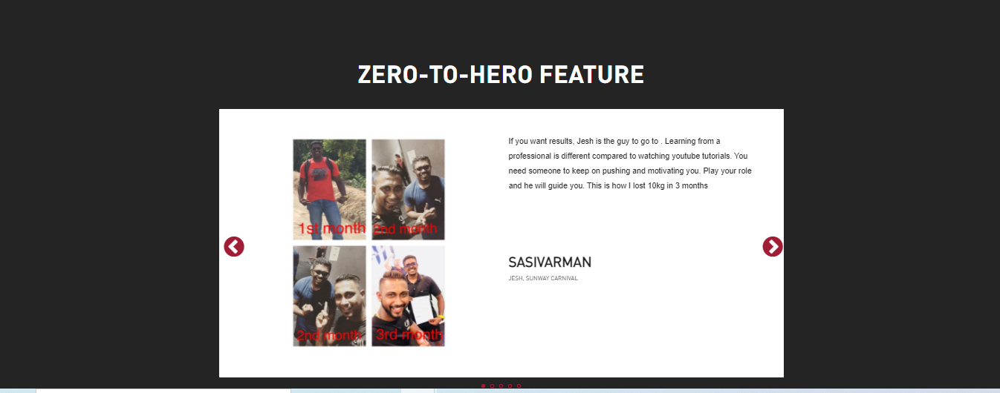 ZERO-TO-HERO FEATURE
1st month
2nd month
2nd month
3rd month
If you want results, Jesh is the guy to go to . Learning from a
professional is different compared to watching youtube tutorials. You
need someone to keep on pushing and motivating you. Play your role
and he will guide you. This is how I lost 10kg in 3 months
SASIVARMAN
JESH, SUNWAY CARNIVAL